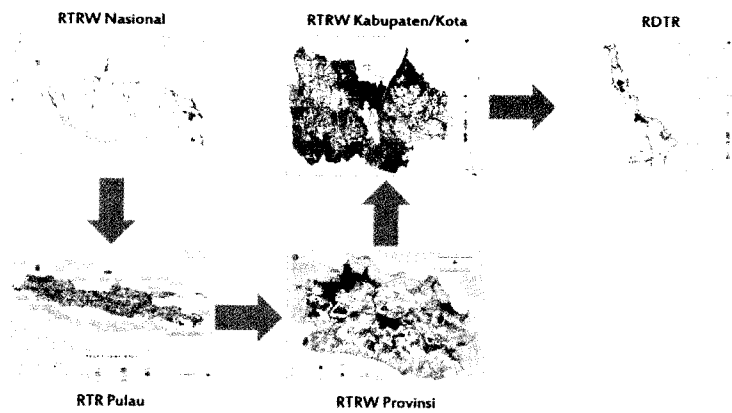 RTRW Nasional
RTRW Kabupaten/Kota
RDTR
RTR Pulau
RTRW Provinsi